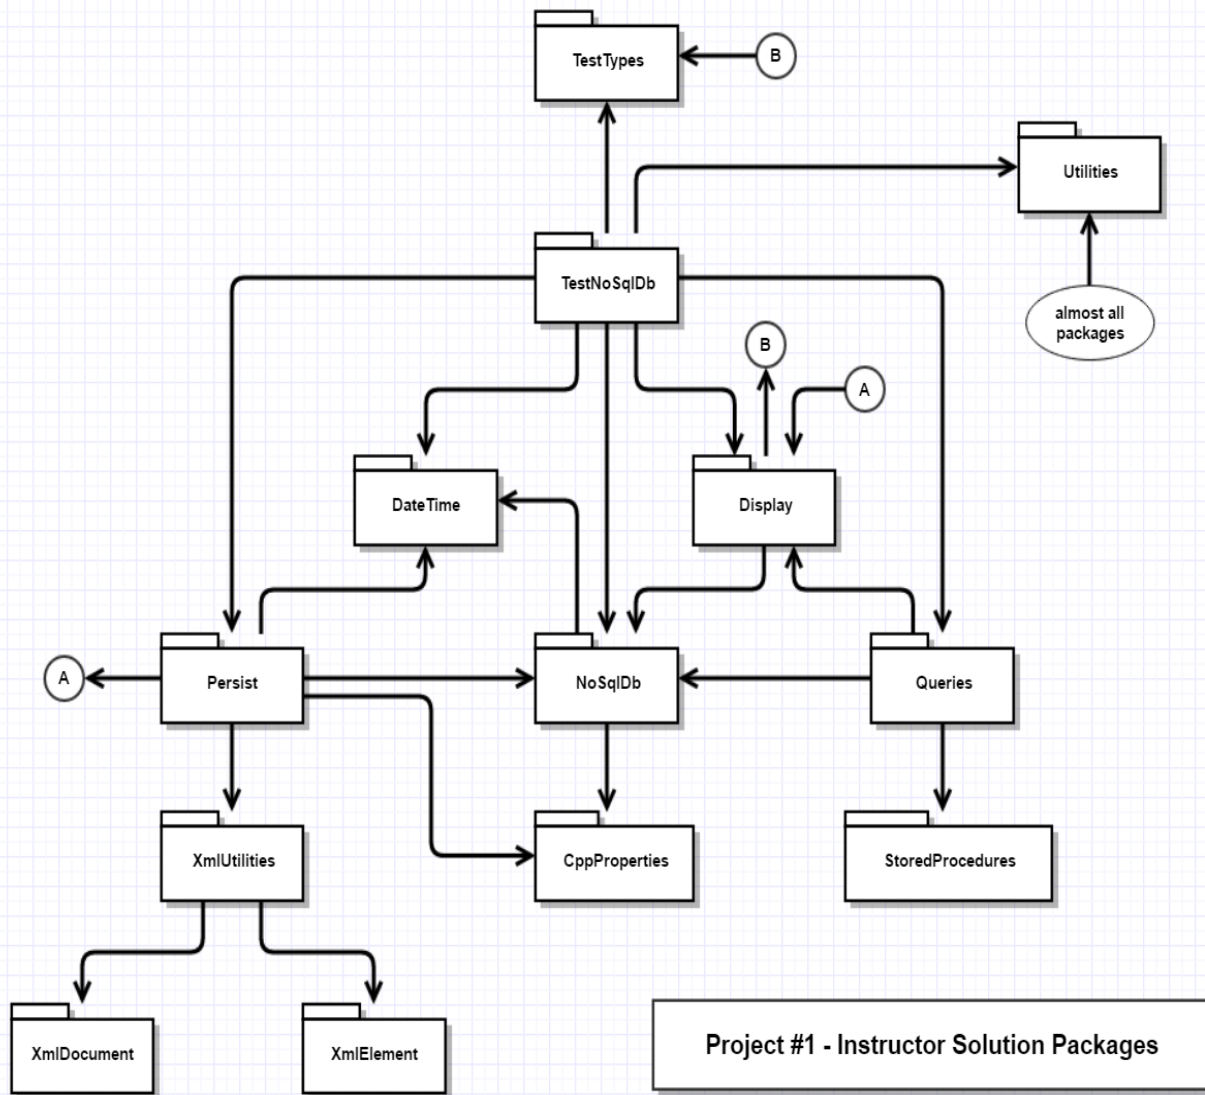 TestTypes
B
Utilities
TestNoSqlDb
almost all
packages
B
A
DateTime
Display
A
Persist
NoSqlDb
Queries
XmlUtilities
CppProperties
StoredProcedures
XmlDocument
XmlElement
Project #1 - Instructor Solution Packages